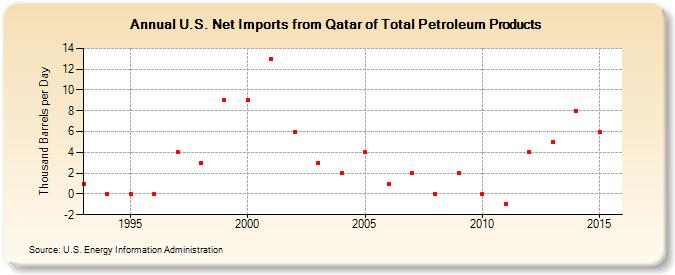 Annual U.S. Net Imports from Qatar of Total Petroleum Products
Thousand Barrels per Day
14
12
10
8
6
4
2
0
-2
1995 2000 2005 2010 2015
Source: U.S. Energy Information Administration